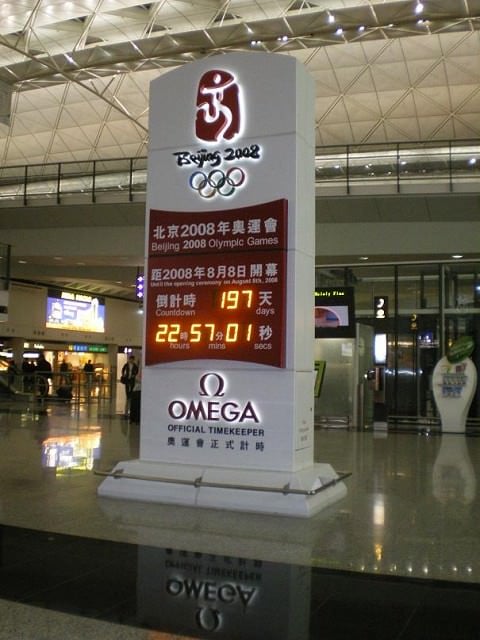 Beijing 2008
北京2008年奧運會
Beijing 2008 Olympic Games
距2008年8月8日開幕
Until the opening ceremony on August 8th, 2008
倒計時 197 天
Countdown days
22 時 57 分 01 秒
hours mins secs
Ω
OMEGA
OFFICIAL TIMEKEEPER
奧運會正式計時